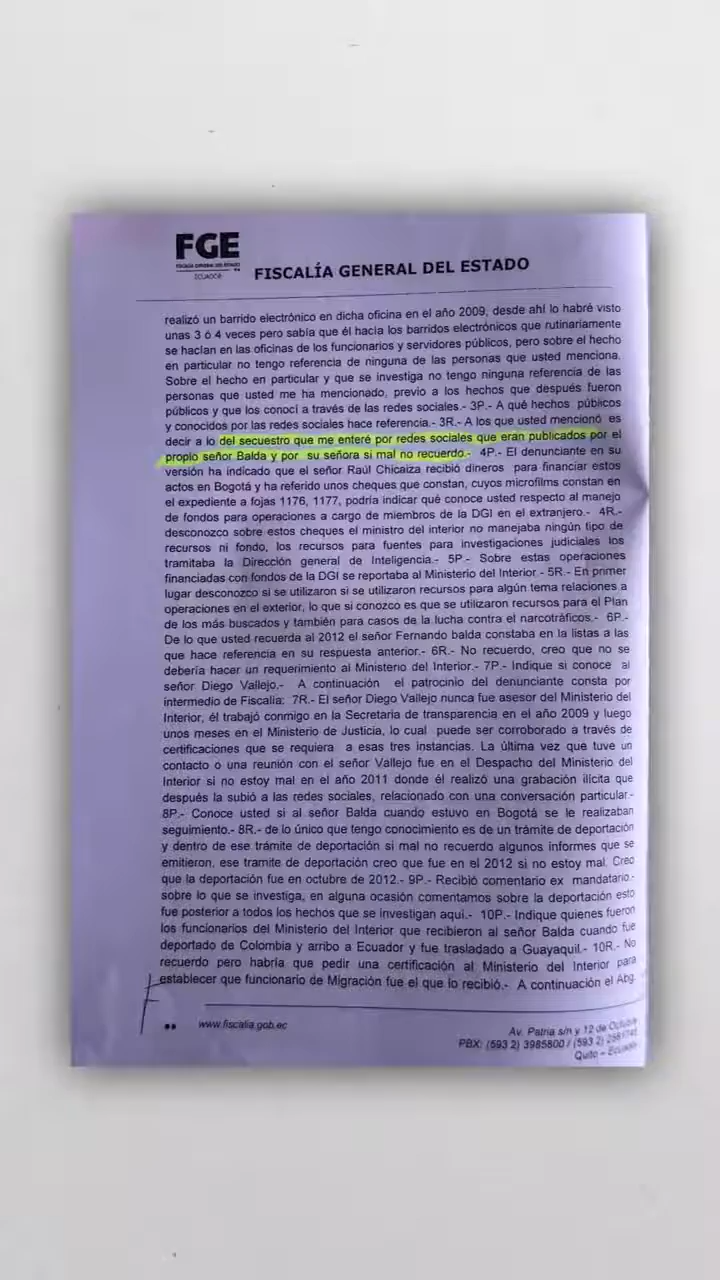 FGE
FISCALÍA GENERAL DEL ESTADO
ECUADOR
FISCALÍA GENERAL DEL ESTADO
realizó un barrido electrónico en dicha oficina en el año 2009, desde ahí lo habré visto
unas 3 ó 4 veces pero sabía que él hacía los barridos electrónicos que rutinariamente
se hacían en las oficinas de los funcionarios y servidores públicos, pero sobre el hecho
en particular no tengo referencia de ninguna de las personas que usted menciona.
Sobre el hecho en particular y que se investiga no tengo ninguna referencia de las
personas que usted me ha mencionado, previo a los hechos que después fueron
públicos y que los conocí a través de las redes sociales.- 3P.- A qué hechos públicos
y conocidos por las redes sociales hace referencia.- 3R.- A los que usted mencionó es
decir a lo del secuestro que me enteré por redes sociales que eran publicados por el
propio señor Balda y por su señora si mal no recuerdo.- 4P.- El denunciante en su
versión ha indicado que el señor Raúl Chicaiza recibió dineros para financiar estos
actos en Bogotá y ha referido unos cheques que constan, cuyos microfilms constan en
el expediente a fojas 1176, 1177, podría indicar qué conoce usted respecto al manejo
de fondos para operaciones a cargo de miembros de la DGI en el extranjero.- 4R.-
desconozco sobre estos cheques el ministro del interior no manejaba ningún tipo de
recursos ni fondo, los recursos para fuentes para investigaciones judiciales los
tramitaba la Dirección general de Inteligencia.- 5P.- Sobre estas operaciones
financiadas con fondos de la DGI se reportaba al Ministerio del Interior.- 5R.- En primer
lugar desconozco si se utilizaron si se utilizaron recursos para algún tema relaciones a
operaciones en el exterior, lo que si conozco es que se utilizaron recursos para el Plan
de los más buscados y también para casos de la lucha contra el narcotráficos.- 6P.-
De lo que usted recuerda al 2012 el señor Fernando balda constaba en la listas a las
que hace referencia en su respuesta anterior.- 6R.- No recuerdo, creo que no se
debería hacer un requerimiento al Ministerio del Interior.- 7P.- Indique si conoce al
señor Diego Vallejo.- A continuación el patrocinio del denunciante consta por
intermedio de Fiscalía: 7R.- El señor Diego Vallejo nunca fue asesor del Ministerio del
Interior, él trabajó conmigo en la Secretaria de transparencia en el año 2009 y luego
unos meses en el Ministerio de Justicia, lo cual puede ser corroborado a través de
certificaciones que se requiera a esas tres instancias. La última vez que tuve un
contacto o una reunión con el señor Vallejo fue en el Despacho del Ministerio del
Interior si no estoy mal en el año 2011 donde él realizó una grabación ilícita que
después la subió a las redes sociales, relacionado con una conversación particular.-
8P.- Conoce usted si al señor Balda cuando estuvo en Bogotá se le realizaban
seguimiento.- 8R.- de lo único que tengo conocimiento es de un trámite de deportación
y dentro de ese trámite de deportación si mal no recuerdo algunos informes que se
emitieron, ese tramite de deportación creo que fue en el 2012 si no estoy mal. Creo
que la deportación fue en octubre de 2012.- 9P.- Recibió comentario ex mandatario.-
sobre lo que se investiga, en alguna ocasión comentamos sobre la deportación esto
fue posterior a todos los hechos que se investigan aquí.- 10P.- Indique quienes fueron
los funcionarios del Ministerio del Interior que recibieron al señor Balda cuando fue
deportado de Colombia y arribo a Ecuador y fue trasladado a Guayaquil.- 10R.- No
recuerdo pero habría que pedir una certificación al Ministerio del Interior para
establecer que funcionario de Migración fue el que lo recibió.- A continuación el Abg.
www.fiscalia.gob.ec
Av. Patria s/n y 12 de Octubre
PBX: (593 2) 3985800 / (593 2)
Quito – Ecuador